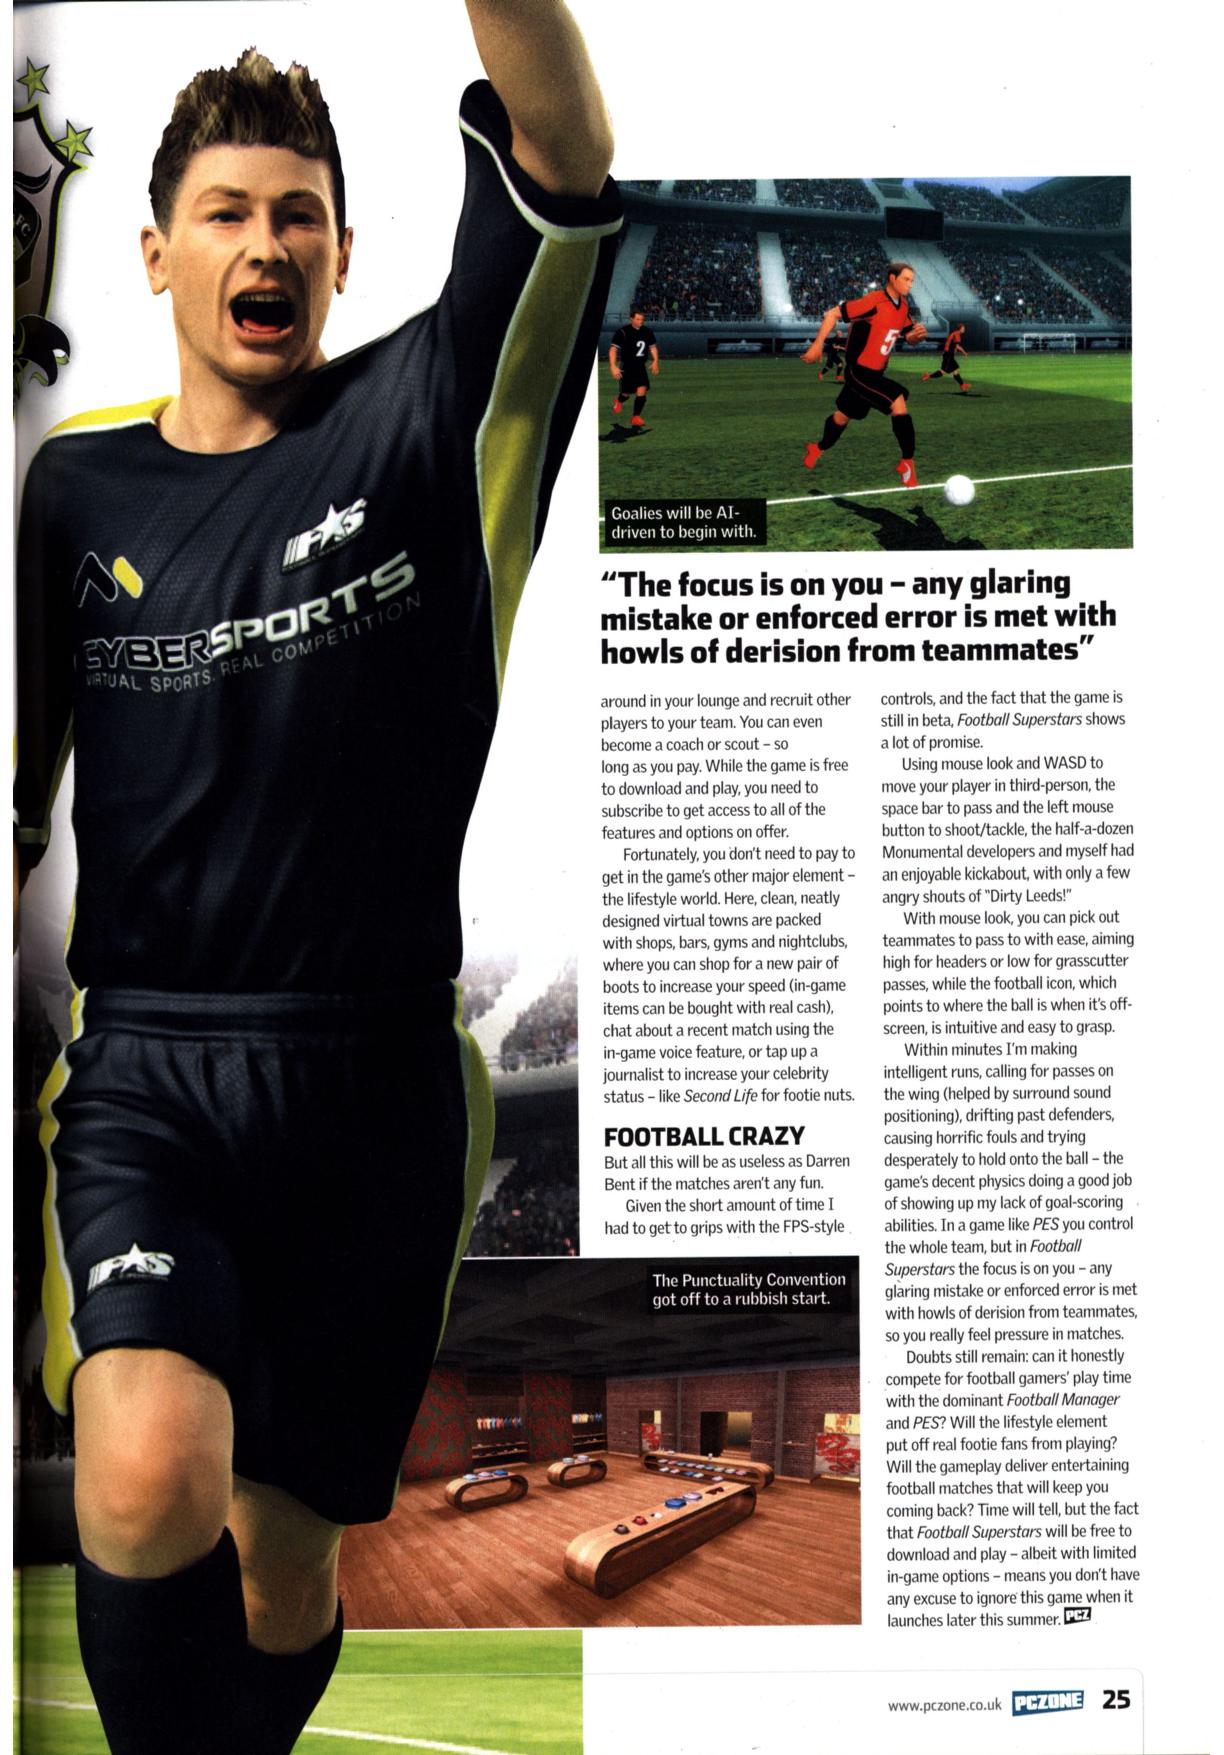 FC
FAS
CYBERSPORTS
VIRTUAL SPORTS. REAL COMPETITION
FAS
2
5
Goalies will be AI-
driven to begin with.
“The focus is on you – any glaring
mistake or enforced error is met with
howls of derision from teammates”
around in your lounge and recruit other
players to your team. You can even
become a coach or scout – so
long as you pay. While the game is free
to download and play, you need to
subscribe to get access to all of the
features and options on offer.
Fortunately, you don't need to pay to
get in the game's other major element –
the lifestyle world. Here, clean, neatly
designed virtual towns are packed
with shops, bars, gyms and nightclubs,
where you can shop for a new pair of
boots to increase your speed (in-game
items can be bought with real cash),
chat about a recent match using the
in-game voice feature, or tap up a
journalist to increase your celebrity
status – like Second Life for footie nuts.
FOOTBALL CRAZY
But all this will be as useless as Darren
Bent if the matches aren't any fun.
Given the short amount of time I
had to get to grips with the FPS-style
controls, and the fact that the game is
still in beta, Football Superstars shows
a lot of promise.
Using mouse look and WASD to
move your player in third-person, the
space bar to pass and the left mouse
button to shoot/tackle, the half-a-dozen
Monumental developers and myself had
an enjoyable kickabout, with only a few
angry shouts of “Dirty Leeds!”
With mouse look, you can pick out
teammates to pass to with ease, aiming
high for headers or low for grasscutter
passes, while the football icon, which
points to where the ball is when it's off-
screen, is intuitive and easy to grasp.
Within minutes I'm making
intelligent runs, calling for passes on
the wing (helped by surround sound
positioning), drifting past defenders,
causing horrific fouls and trying
desperately to hold onto the ball – the
game's decent physics doing a good job
of showing up my lack of goal-scoring
abilities. In a game like PES you control
the whole team, but in Football
Superstars the focus is on you – any
glaring mistake or enforced error is met
with howls of derision from teammates,
so you really feel pressure in matches.
Doubts still remain: can it honestly
compete for football gamers' play time
with the dominant Football Manager
and PES? Will the lifestyle element
put off real footie fans from playing?
Will the gameplay deliver entertaining
football matches that will keep you
coming back? Time will tell, but the fact
that Football Superstars will be free to
download and play – albeit with limited
in-game options – means you don't have
any excuse to ignore this game when it
launches later this summer. PCZ
The Punctuality Convention
got off to a rubbish start.
www.pczone.co.uk PCZONE 25